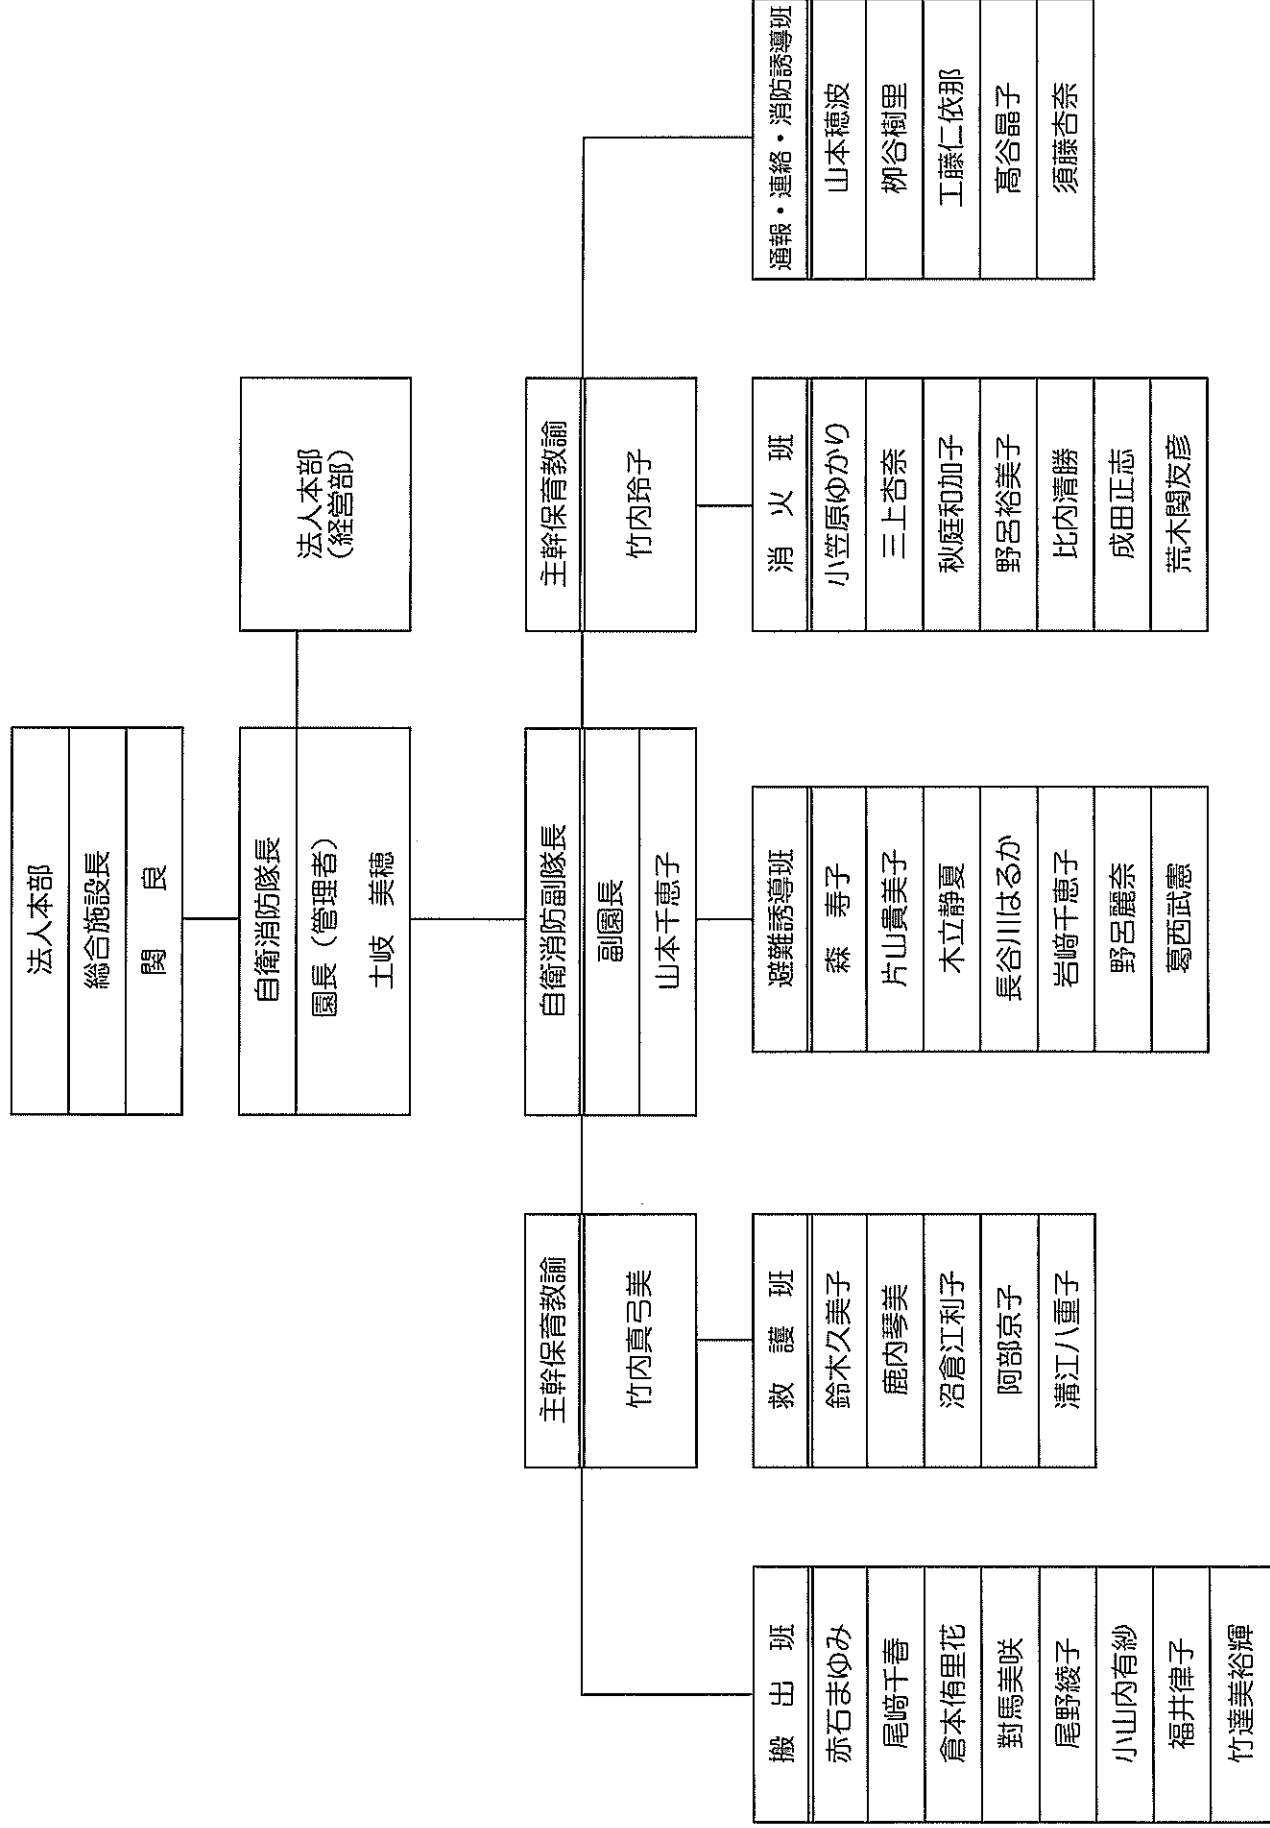 法人本部
総合施設長
関　良
自衛消防隊長
園長（管理者）
土岐　美穂
法人本部
（経営部）
自衛消防副隊長
副園長
山本千恵子
主幹保育教諭
竹内真弓美
主幹保育教諭
竹内玲子
搬　出　班
赤石まゆみ
尾﨑千春
倉本侑里花
對馬美咲
尾野綾子
小山内有紗
福井律子
竹達美裕輝
救　護　班
鈴木久美子
鹿内琴美
沼倉江利子
阿部京子
溝江八重子
避難誘導班
森　寿子
片山貴美子
木立静夏
長谷川はるか
岩﨑千恵子
野呂麗奈
葛西武憲
消　火　班
小笠原ゆかり
三上杏奈
秋庭和加子
野呂裕美子
比内清勝
成田正志
荒木関友彦
通報・連絡・消防誘導班
山本穂波
柳谷樹里
工藤仁依那
髙谷晶子
須藤杏奈